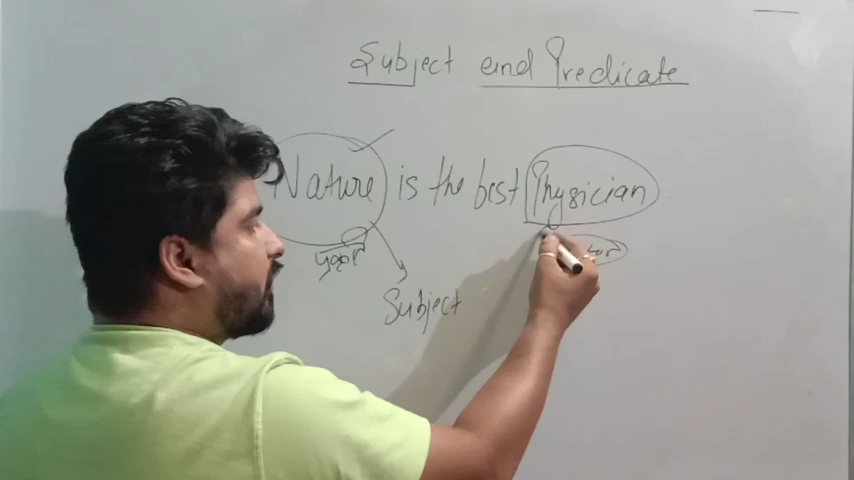 Subject and Predicate
Nature is the best Physician
Subject